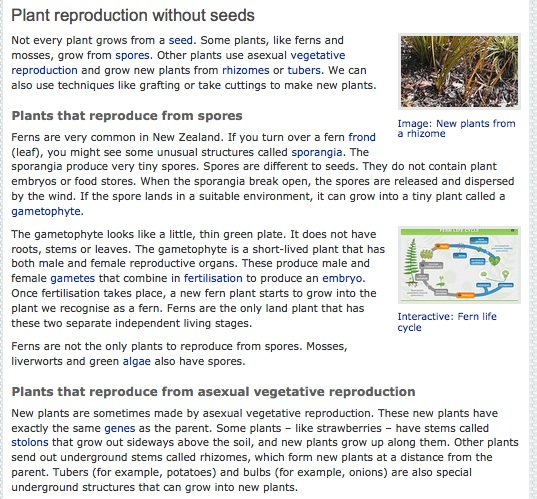 Plant reproduction without seeds
Not every plant grows from a seed. Some plants, like ferns and
mosses, grow from spores. Other plants use asexual vegetative
reproduction and grow new plants from rhizomes or tubers. We can
also use techniques like grafting or take cuttings to make new plants.
Image: New plants from
a rhizome
Plants that reproduce from spores
Ferns are very common in New Zealand. If you turn over a fern frond
(leaf), you might see some unusual structures called sporangia. The
sporangia produce very tiny spores. Spores are different to seeds. They do not contain plant
embryos or food stores. When the sporangia break open, the spores are released and dispersed
by the wind. If the spore lands in a suitable environment, it can grow into a tiny plant called a
gametophyte.
The gametophyte looks like a little, thin green plate. It does not have
roots, stems or leaves. The gametophyte is a short-lived plant that has
both male and female reproductive organs. These produce male and
female gametes that combine in fertilisation to produce an embryo.
Once fertilisation takes place, a new fern plant starts to grow into the
plant we recognise as a fern. Ferns are the only land plant that has
these two separate independent living stages.
FERN LIFE CYCLE
Interactive: Fern life
cycle
Ferns are not the only plants to reproduce from spores. Mosses,
liverworts and green algae also have spores.
Plants that reproduce from asexual vegetative reproduction
New plants are sometimes made by asexual vegetative reproduction. These new plants have
exactly the same genes as the parent. Some plants – like strawberries – have stems called
stolons that grow out sideways above the soil, and new plants grow up along them. Other plants
send out underground stems called rhizomes, which form new plants at a distance from the
parent. Tubers (for example, potatoes) and bulbs (for example, onions) are also special
underground structures that can grow into new plants.